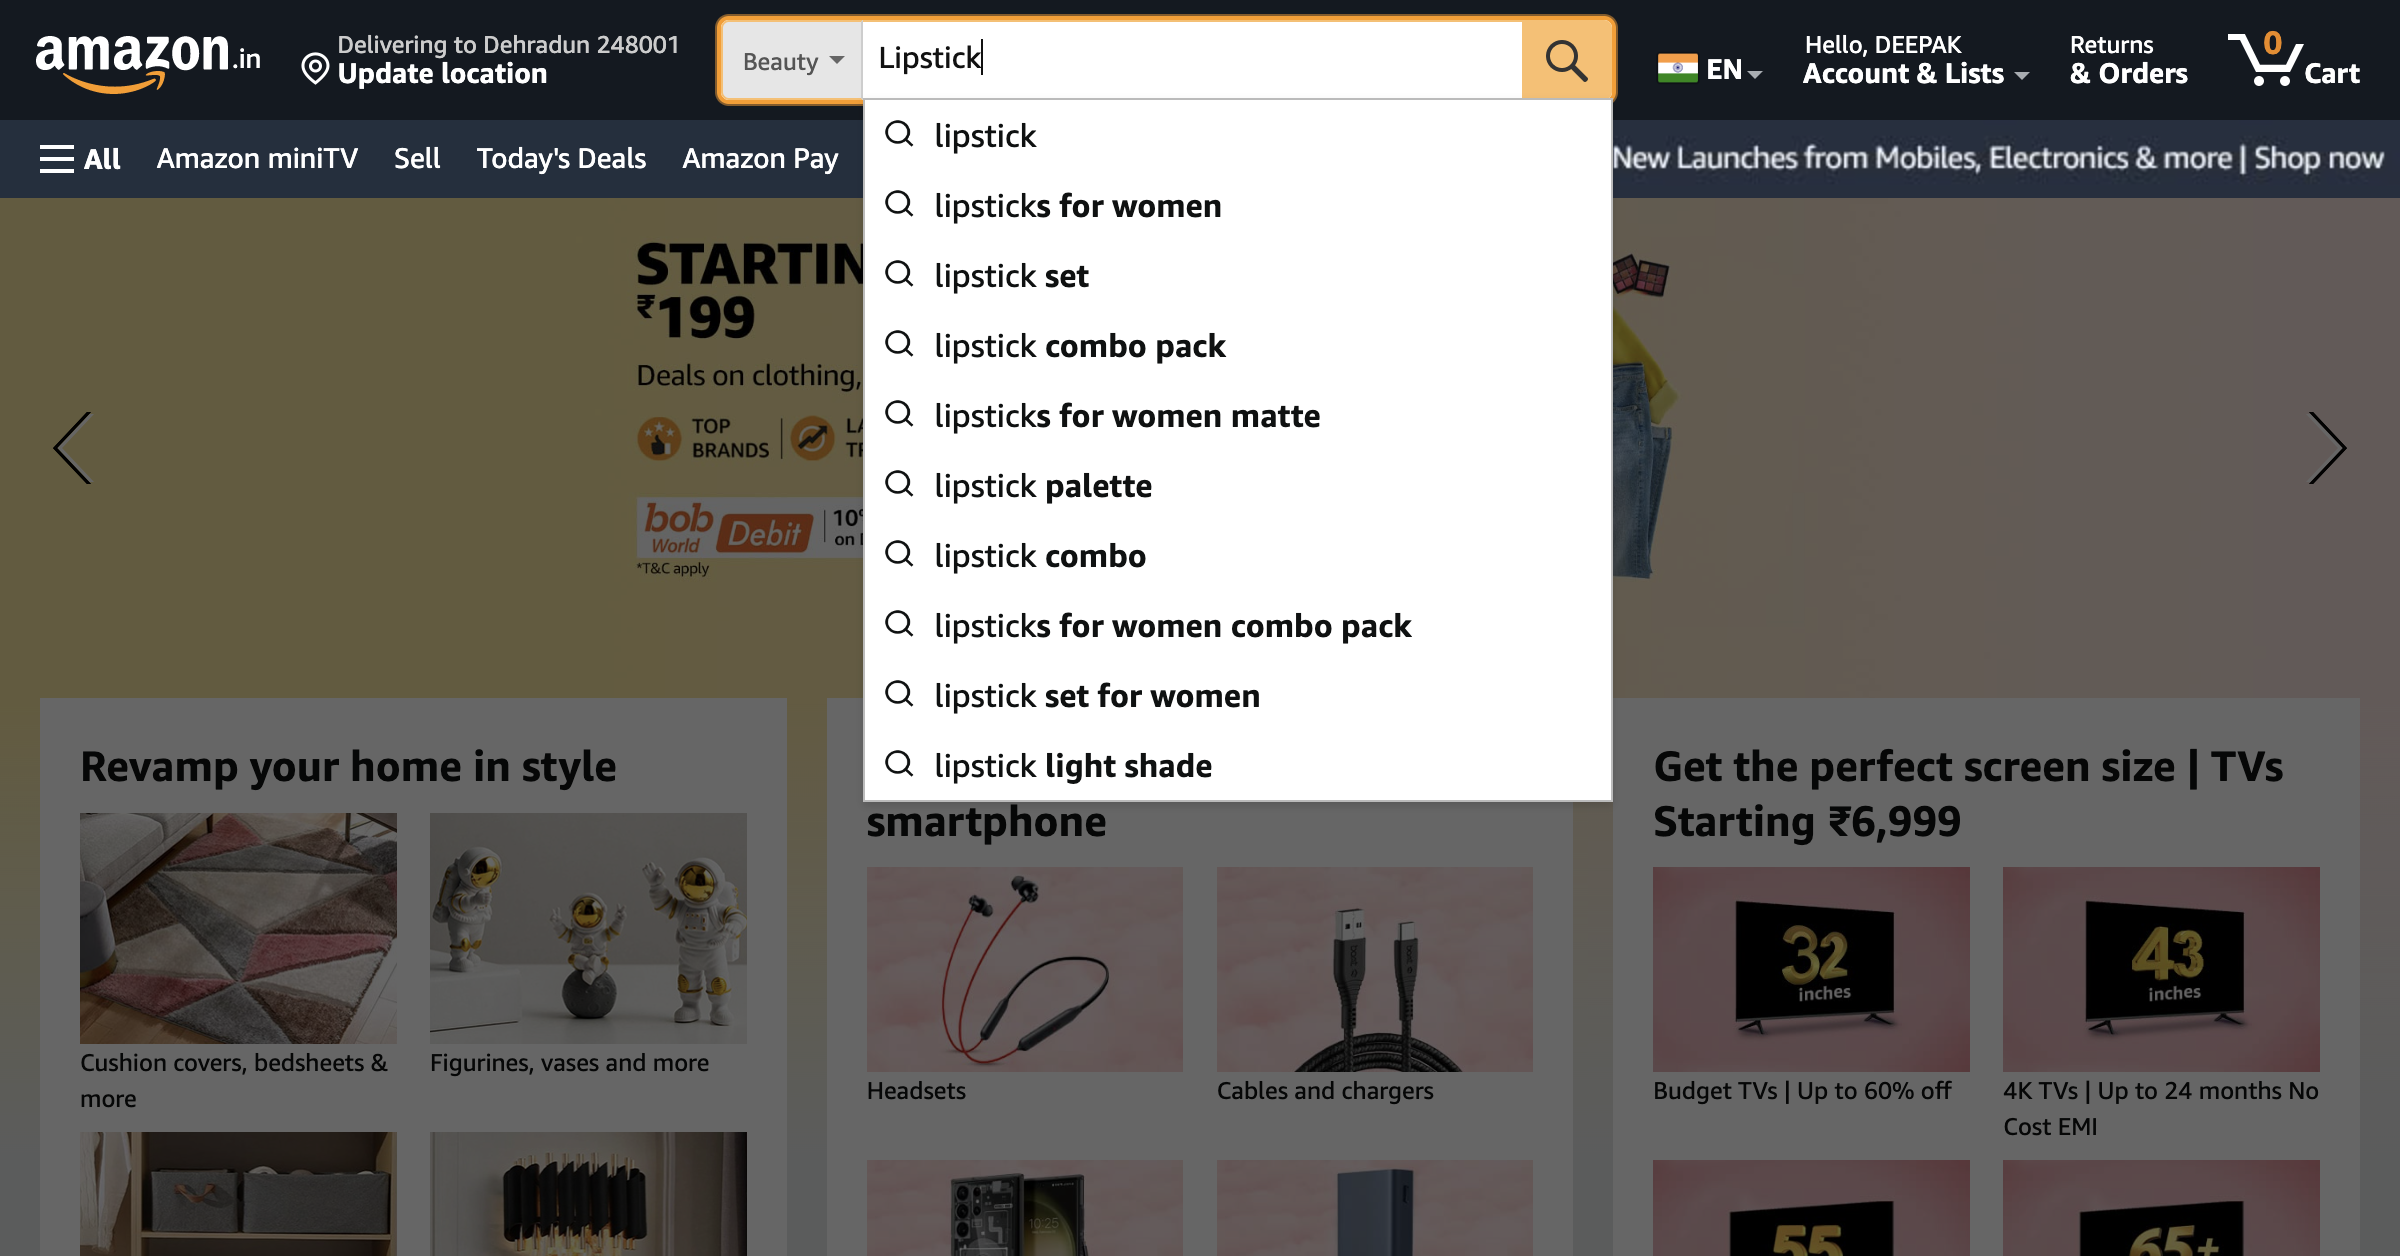 amazon.in
Delivering to Dehradun 248001
Update location
Beauty
Lipstick
EN
Hello, DEEPAK
Account & Lists
Returns
& Orders
0
Cart
All
Amazon miniTV
Sell
Today's Deals
Amazon Pay
New Launches from Mobiles, Electronics & more | Shop now
lipstick
lipsticks for women
lipstick set
lipstick combo pack
lipsticks for women matte
lipstick palette
lipstick combo
lipsticks for women combo pack
lipstick set for women
lipstick light shade
STARTIN
₹199
Deals on clothing,
TOP
BRANDS
bob
World
Debit
10
on
*T&C apply
Revamp your home in style
Cushion covers, bedsheets &
more
Figurines, vases and more
smartphone
Headsets
Cables and chargers
10:25
Get the perfect screen size | TVs
Starting ₹6,999
32
inches
43
inches
Budget TVs | Up to 60% off
4K TVs | Up to 24 months No
Cost EMI
55
65+